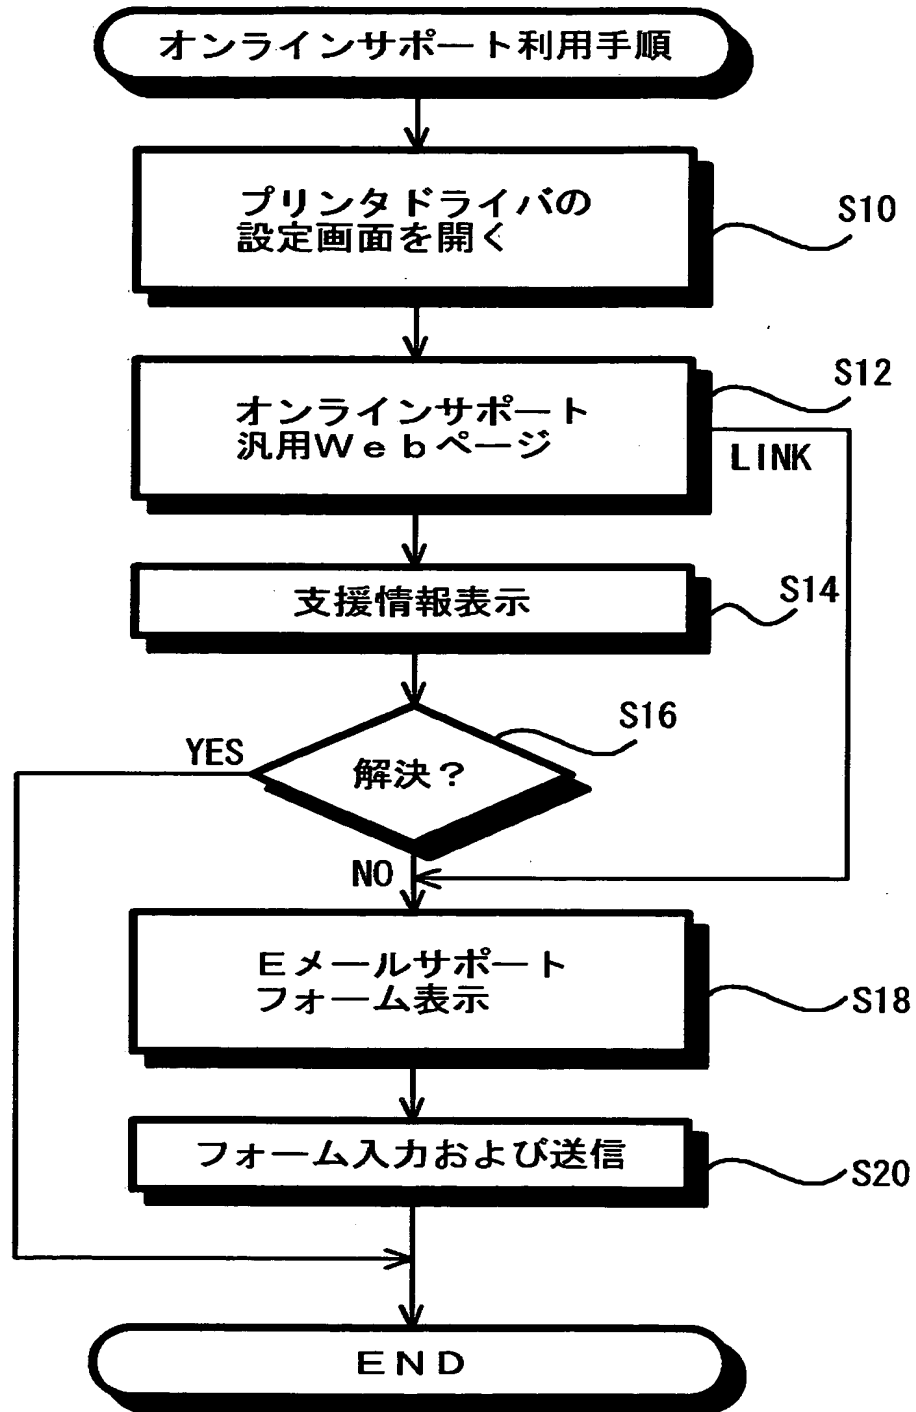 オンラインサポート利用手順
プリンタドライバの
設定画面を開く
S10
オンラインサポート
汎用Ｗｅｂページ
S12
LINK
支援情報表示
S14
解決？
S16
YES
NO
Ｅメールサポート
フォーム表示
S18
フォーム入力および送信
S20
ＥＮＤ